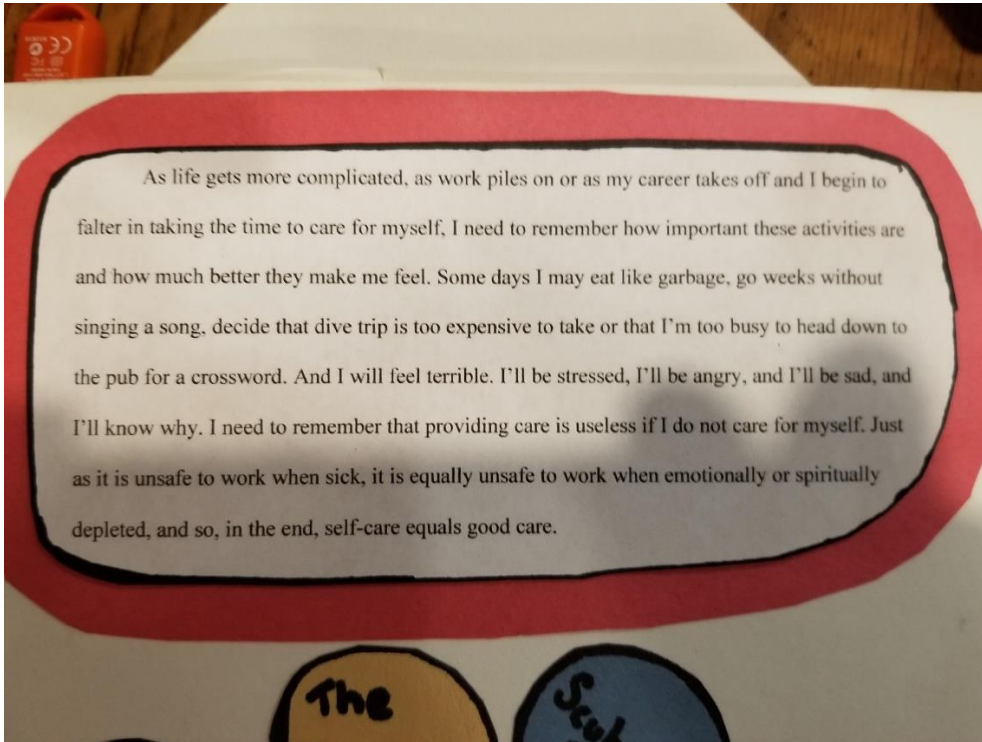 As life gets more complicated, as work piles on or as my career takes off and I begin to
falter in taking the time to care for myself, I need to remember how important these activities are
and how much better they make me feel. Some days I may eat like garbage, go weeks without
singing a song, decide that dive trip is too expensive to take or that I'm too busy to head down to
the pub for a crossword. And I will feel terrible. I'll be stressed, I'll be angry, and I'll be sad, and
I'll know why. I need to remember that providing care is useless if I do not care for myself. Just
as it is unsafe to work when sick, it is equally unsafe to work when emotionally or spiritually
depleted, and so, in the end, self-care equals good care.
The